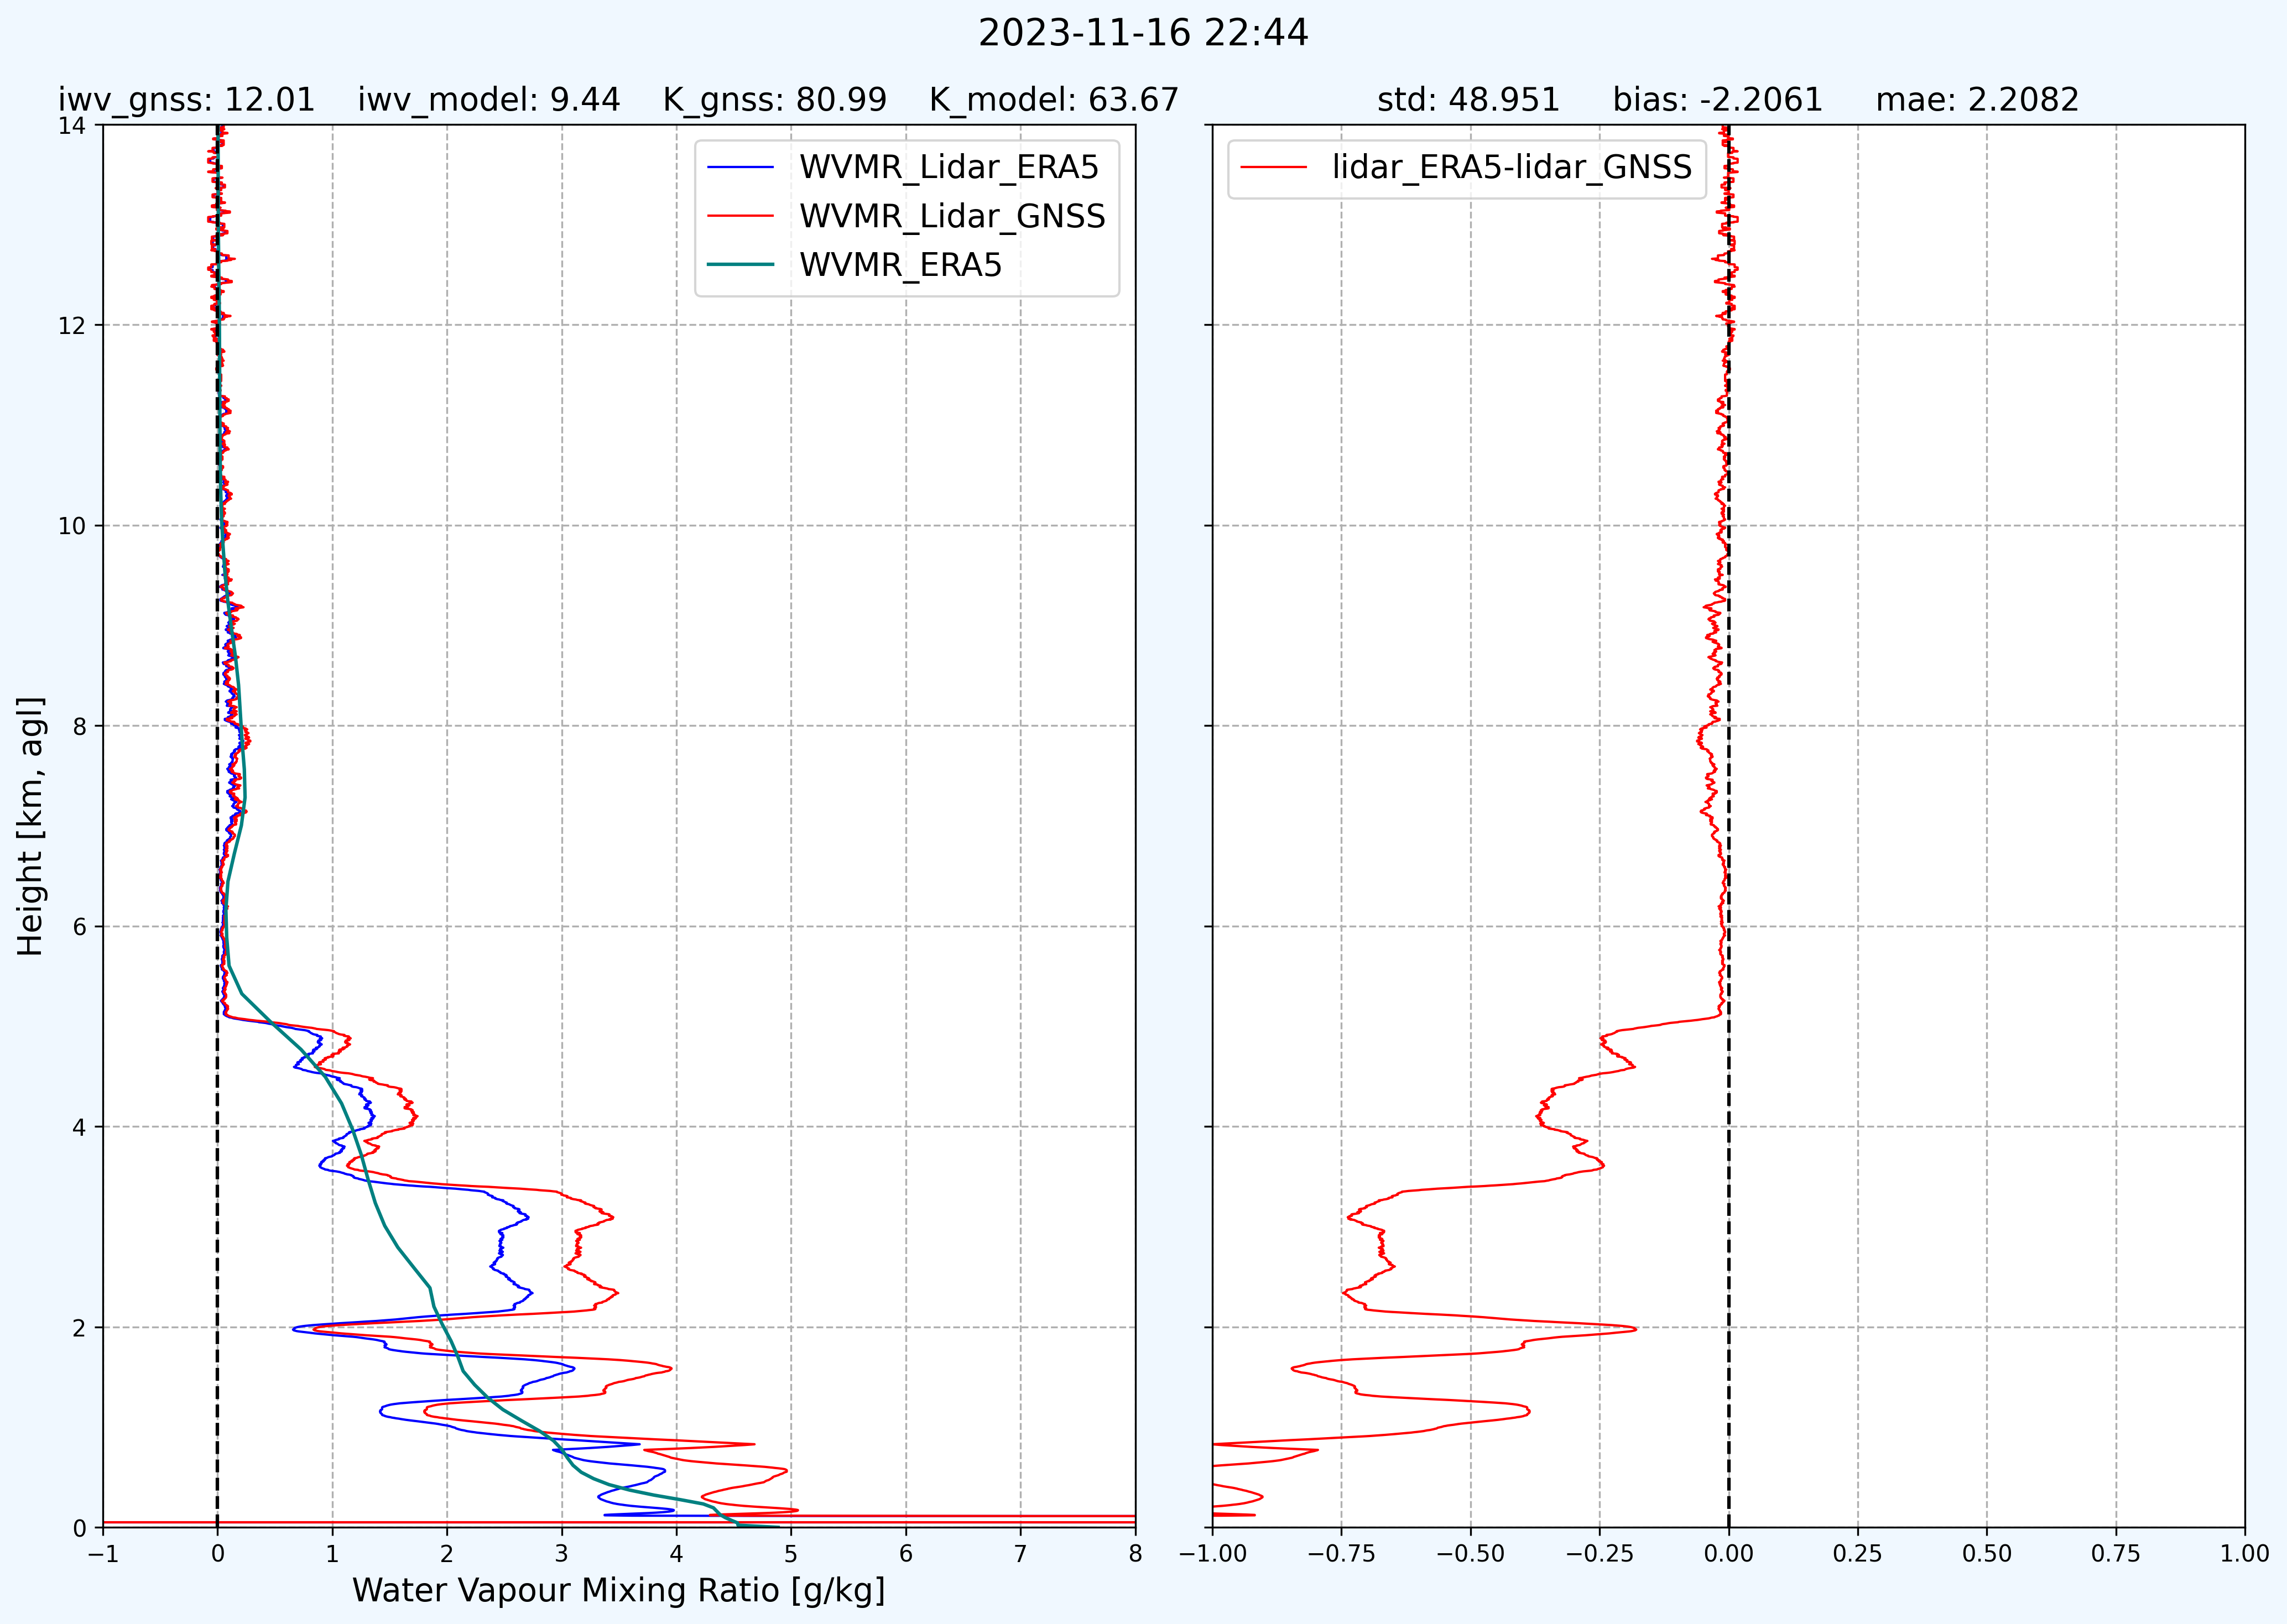 2023-11-16 22:44
iwv_gnss: 12.01 iwv_model: 9.44 K_gnss: 80.99 K_model: 63.67
std: 48.951 bias: -2.2061 mae: 2.2082
WVMR_Lidar_ERA5
WVMR_Lidar_GNSS
WVMR_ERA5
lidar_ERA5-lidar_GNSS
14
12
10
8
6
4
2
0
Height [km, agl]
−1 0 1 2 3 4 5 6 7 8
Water Vapour Mixing Ratio [g/kg]
−1.00 −0.75 −0.50 −0.25 0.00 0.25 0.50 0.75 1.00